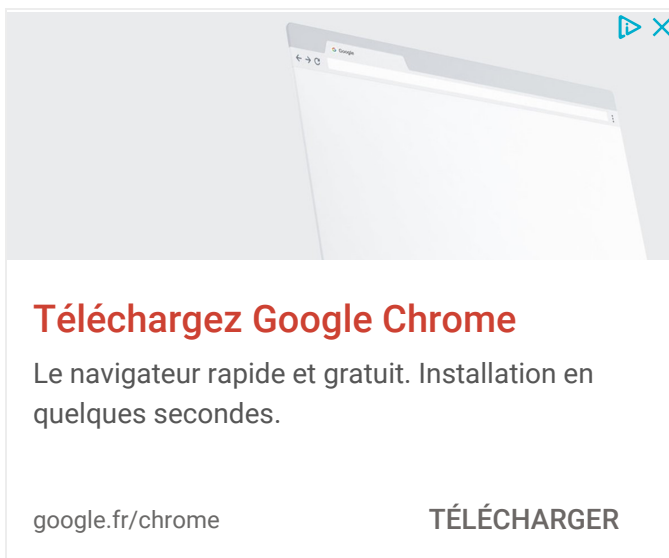 Google
Téléchargez Google Chrome
Le navigateur rapide et gratuit. Installation en
quelques secondes.
google.fr/chrome
TÉLÉCHARGER